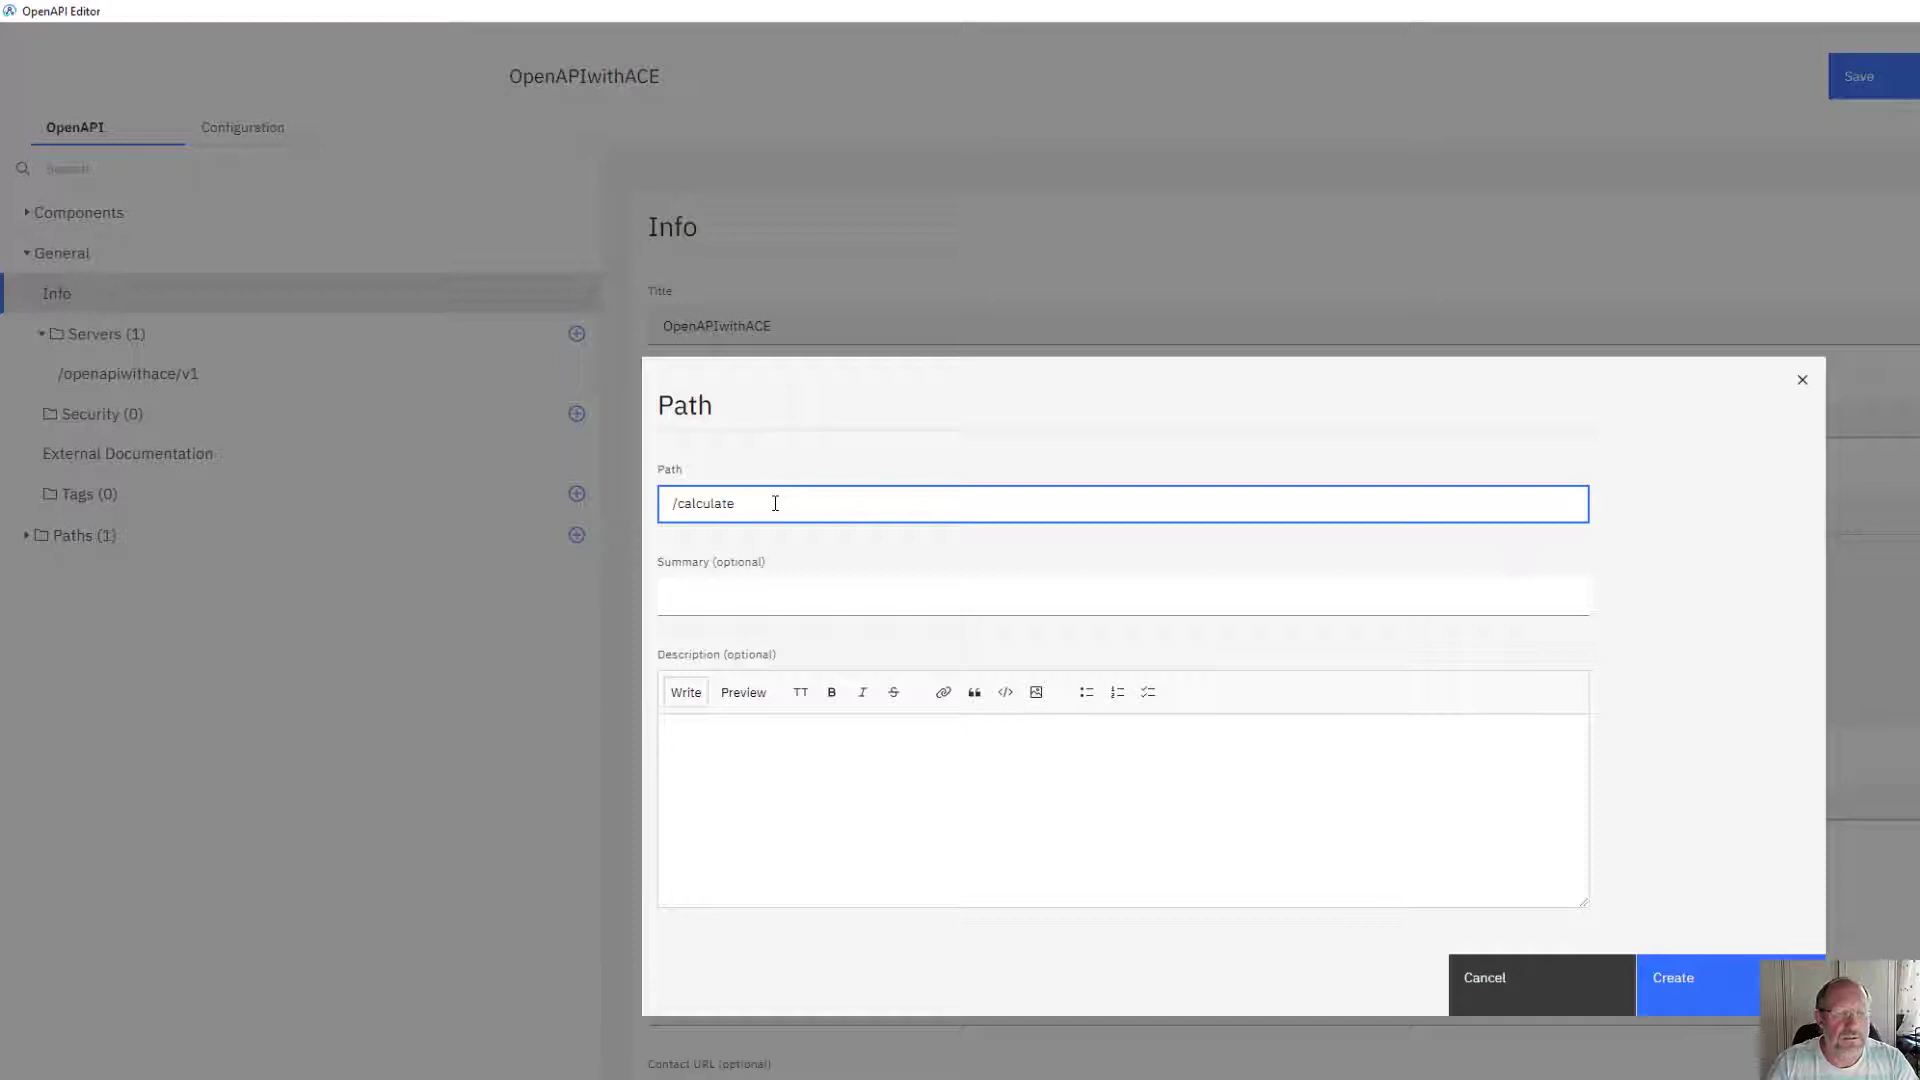 OpenAPI Editor
OpenAPIwithACE
Save
OpenAPI
Configuration
Search
Components
General
Info
Servers (1)
/openapiwithace/v1
Security (0)
External Documentation
Tags (0)
Paths (1)
Info
Title
OpenAPIwithACE
Path
Path
/calculate
Summary (optional)
Description (optional)
Write Preview TT B I S
Cancel
Create
Contact URL (optional)